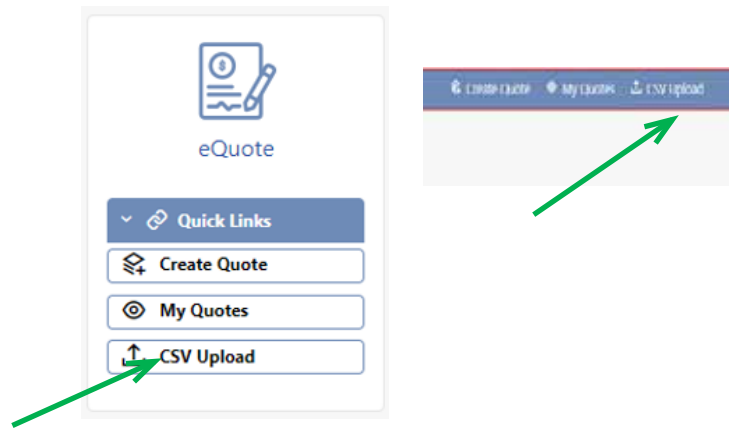 eQuote
Quick Links
Create Quote
My Quotes
CSV Upload
Create Quote My Quotes CSV Upload